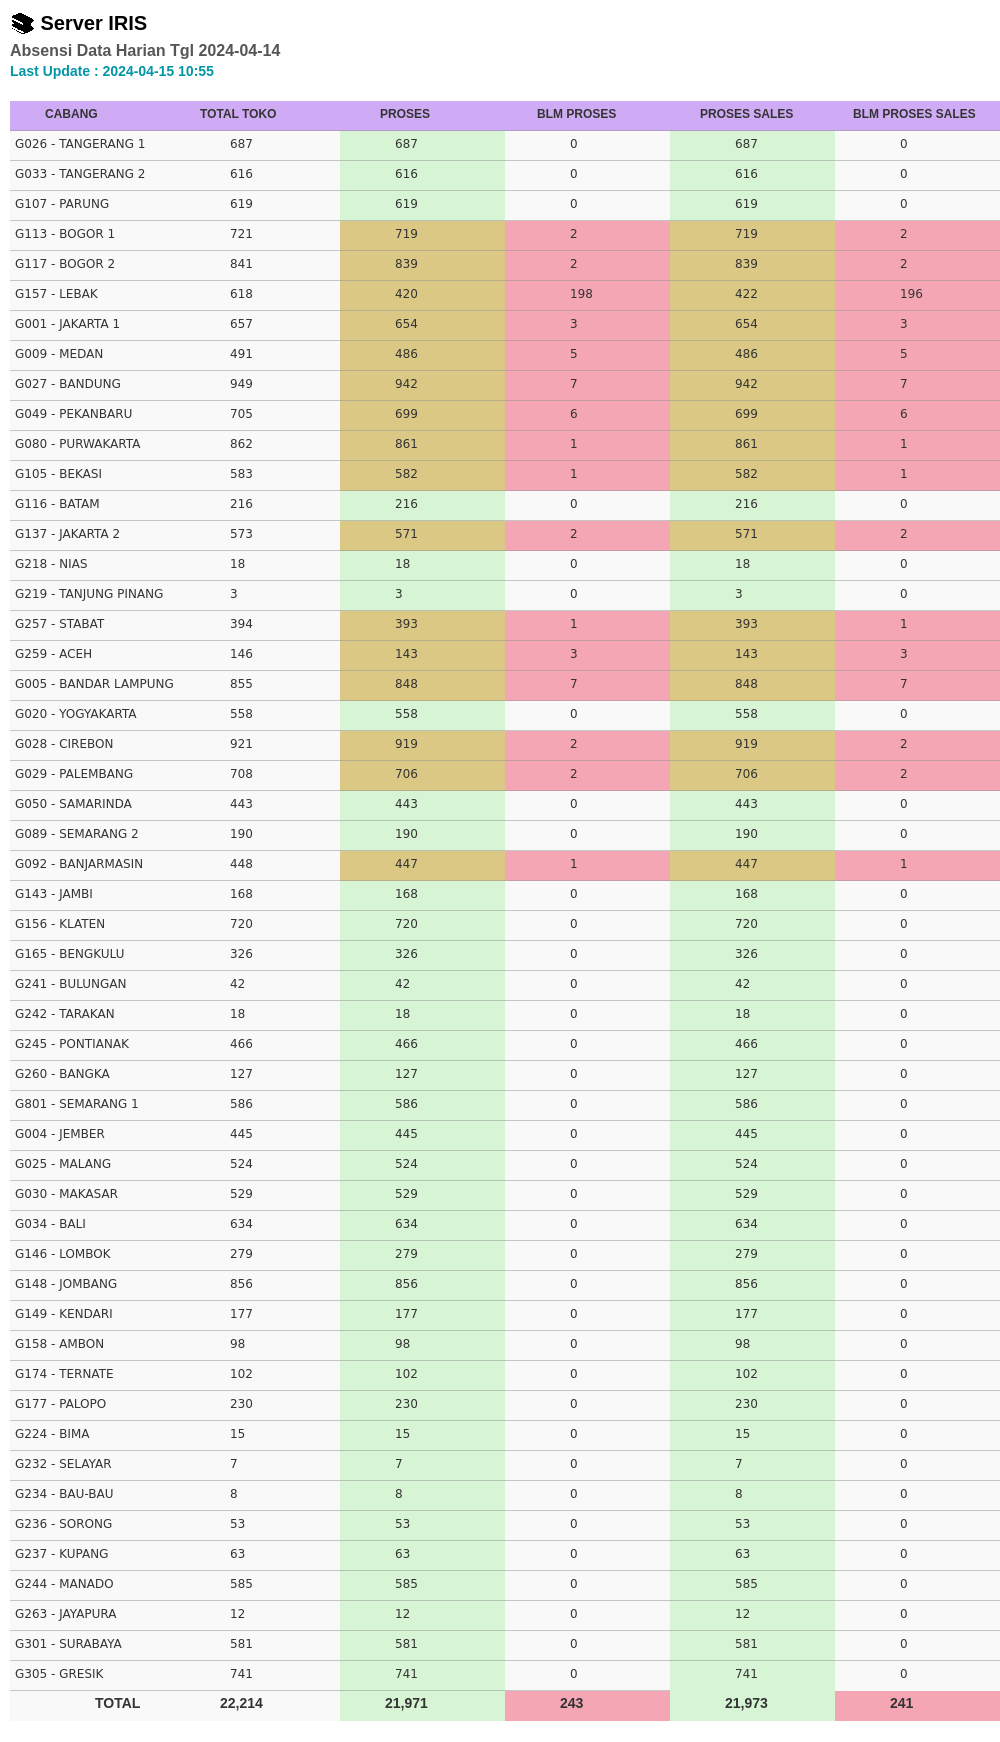 Server IRIS
Absensi Data Harian Tgl 2024-04-14
Last Update : 2024-04-15 10:55
CABANG TOTAL TOKO PROSES BLM PROSES PROSES SALES BLM PROSES SALES
G026 - TANGERANG 1 687 687 0 687 0
G033 - TANGERANG 2 616 616 0 616 0
G107 - PARUNG 619 619 0 619 0
G113 - BOGOR 1 721 719 2 719 2
G117 - BOGOR 2 841 839 2 839 2
G157 - LEBAK 618 420 198 422 196
G001 - JAKARTA 1 657 654 3 654 3
G009 - MEDAN 491 486 5 486 5
G027 - BANDUNG 949 942 7 942 7
G049 - PEKANBARU 705 699 6 699 6
G080 - PURWAKARTA 862 861 1 861 1
G105 - BEKASI 583 582 1 582 1
G116 - BATAM 216 216 0 216 0
G137 - JAKARTA 2 573 571 2 571 2
G218 - NIAS 18 18 0 18 0
G219 - TANJUNG PINANG 3 3 0 3 0
G257 - STABAT 394 393 1 393 1
G259 - ACEH 146 143 3 143 3
G005 - BANDAR LAMPUNG 855 848 7 848 7
G020 - YOGYAKARTA 558 558 0 558 0
G028 - CIREBON 921 919 2 919 2
G029 - PALEMBANG 708 706 2 706 2
G050 - SAMARINDA 443 443 0 443 0
G089 - SEMARANG 2 190 190 0 190 0
G092 - BANJARMASIN 448 447 1 447 1
G143 - JAMBI 168 168 0 168 0
G156 - KLATEN 720 720 0 720 0
G165 - BENGKULU 326 326 0 326 0
G241 - BULUNGAN 42 42 0 42 0
G242 - TARAKAN 18 18 0 18 0
G245 - PONTIANAK 466 466 0 466 0
G260 - BANGKA 127 127 0 127 0
G801 - SEMARANG 1 586 586 0 586 0
G004 - JEMBER 445 445 0 445 0
G025 - MALANG 524 524 0 524 0
G030 - MAKASAR 529 529 0 529 0
G034 - BALI 634 634 0 634 0
G146 - LOMBOK 279 279 0 279 0
G148 - JOMBANG 856 856 0 856 0
G149 - KENDARI 177 177 0 177 0
G158 - AMBON 98 98 0 98 0
G174 - TERNATE 102 102 0 102 0
G177 - PALOPO 230 230 0 230 0
G224 - BIMA 15 15 0 15 0
G232 - SELAYAR 7 7 0 7 0
G234 - BAU-BAU 8 8 0 8 0
G236 - SORONG 53 53 0 53 0
G237 - KUPANG 63 63 0 63 0
G244 - MANADO 585 585 0 585 0
G263 - JAYAPURA 12 12 0 12 0
G301 - SURABAYA 581 581 0 581 0
G305 - GRESIK 741 741 0 741 0
TOTAL 22,214 21,971 243 21,973 241